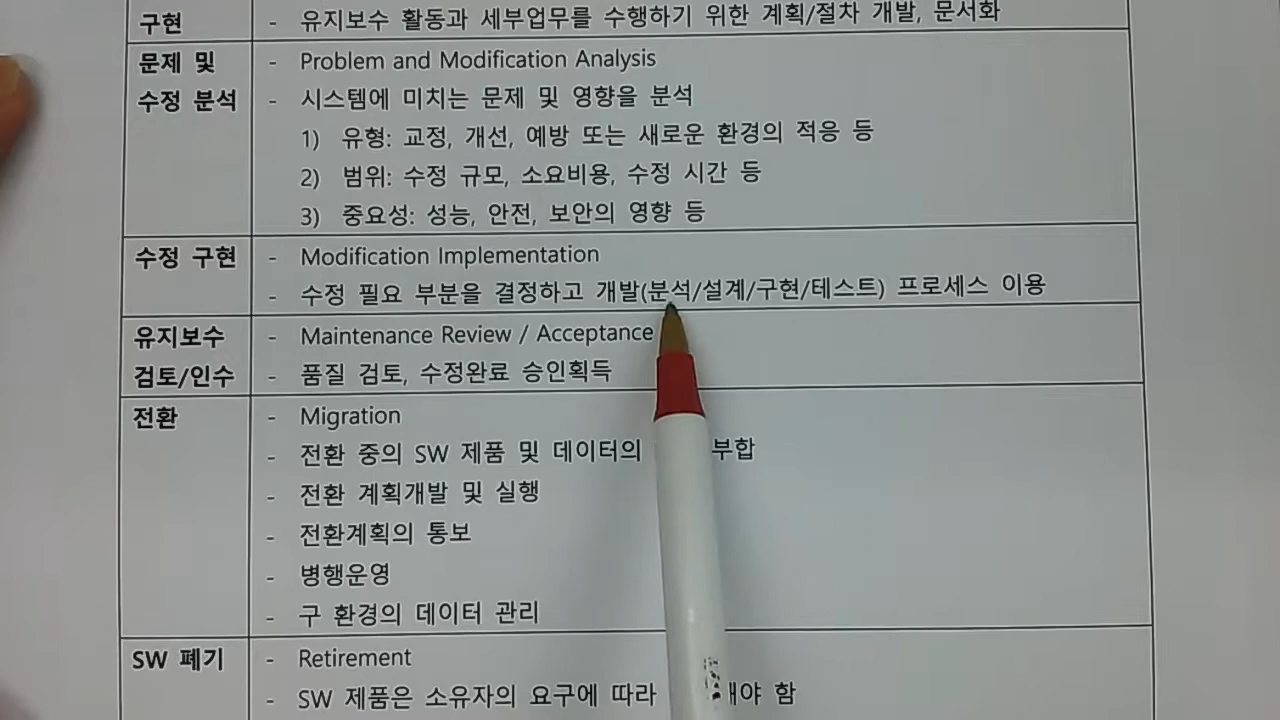 구현 - 유지보수 활동과 세부업무를 수행하기 위한 계획/절차 개발, 문서화
문제 및 - Problem and Modification Analysis
수정 분석 - 시스템에 미치는 문제 및 영향을 분석
1) 유형: 교정, 개선, 예방 또는 새로운 환경의 적응 등
2) 범위: 수정 규모, 소요비용, 수정 시간 등
3) 중요성: 성능, 안전, 보안의 영향 등
수정 구현 - Modification Implementation
- 수정 필요 부분을 결정하고 개발(분석/설계/구현/테스트) 프로세스 이용
유지보수 - Maintenance Review / Acceptance
검토/인수 - 품질 검토, 수정완료 승인획득
전환 - Migration
- 전환 중의 SW 제품 및 데이터의 부합
- 전환 계획개발 및 실행
- 전환계획의 통보
- 병행운영
- 구 환경의 데이터 관리
SW 폐기 - Retirement
- SW 제품은 소유자의 요구에 따라 해야 함